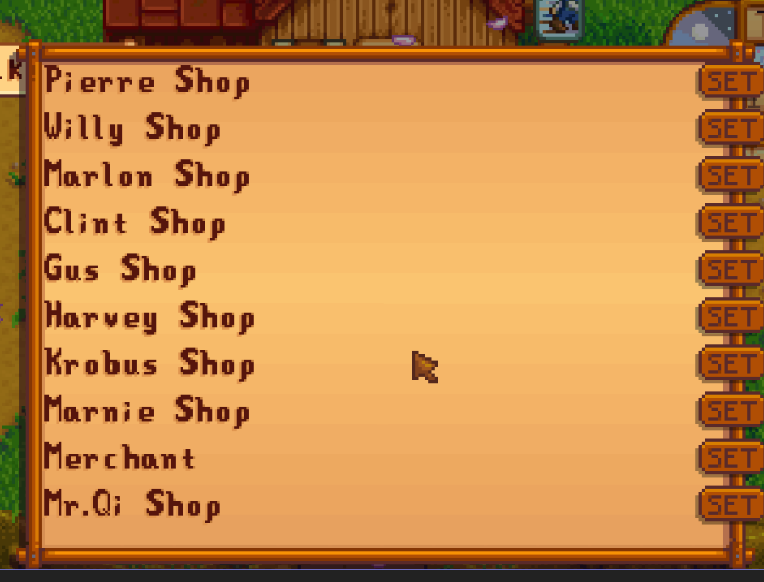 Pierre Shop SET
Willy Shop SET
Marlon Shop SET
Clint Shop SET
Gus Shop SET
Harvey Shop SET
Krobus Shop SET
Marnie Shop SET
Merchant SET
Mr.Qi Shop SET